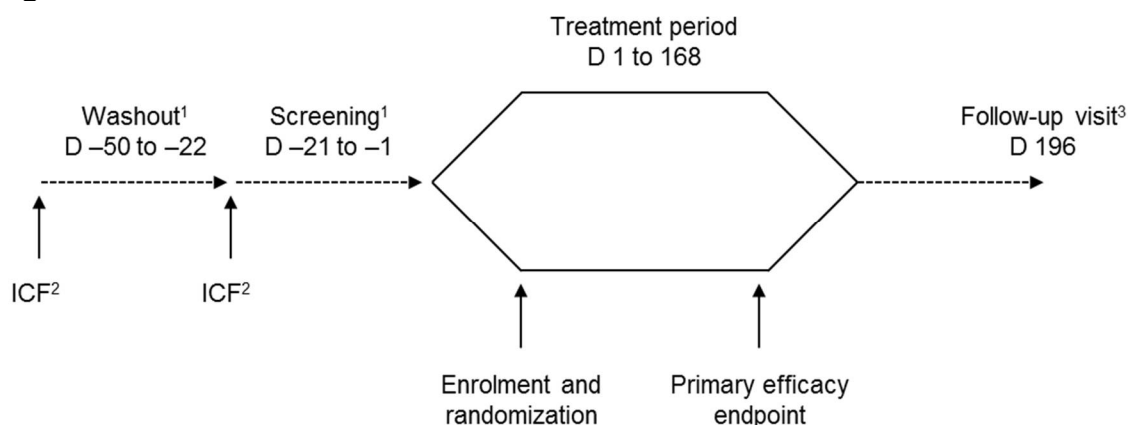 Treatment period
D 1 to 168
Washout¹
D –50 to –22
Screening¹
D –21 to –1
Follow-up visit³
D 196
ICF²
ICF²
Enrolment and
randomization
Primary efficacy
endpoint